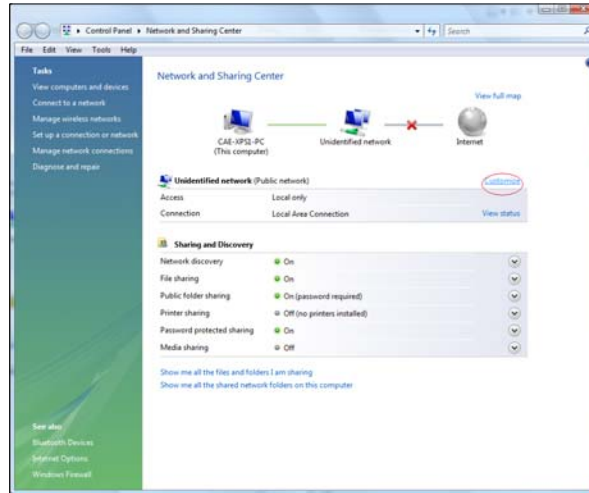 Control Panel ▸ Network and Sharing Center
Search
File Edit View Tools Help
Tasks
View computers and devices
Connect to a network
Manage wireless networks
Set up a connection or network
Manage network connections
Diagnose and repair
See also
Bluetooth Devices
Internet Options
Windows Firewall
Network and Sharing Center
View full map
CAE-XPS1-PC
(This computer)
Unidentified network
Internet
Unidentified network (Public network)
Customize
Access Local only
Connection Local Area Connection View status
Sharing and Discovery
Network discovery On
File sharing On
Public folder sharing On (password required)
Printer sharing Off (no printers installed)
Password protected sharing On
Media sharing Off
Show me all the files and folders I am sharing
Show me all the shared network folders on this computer